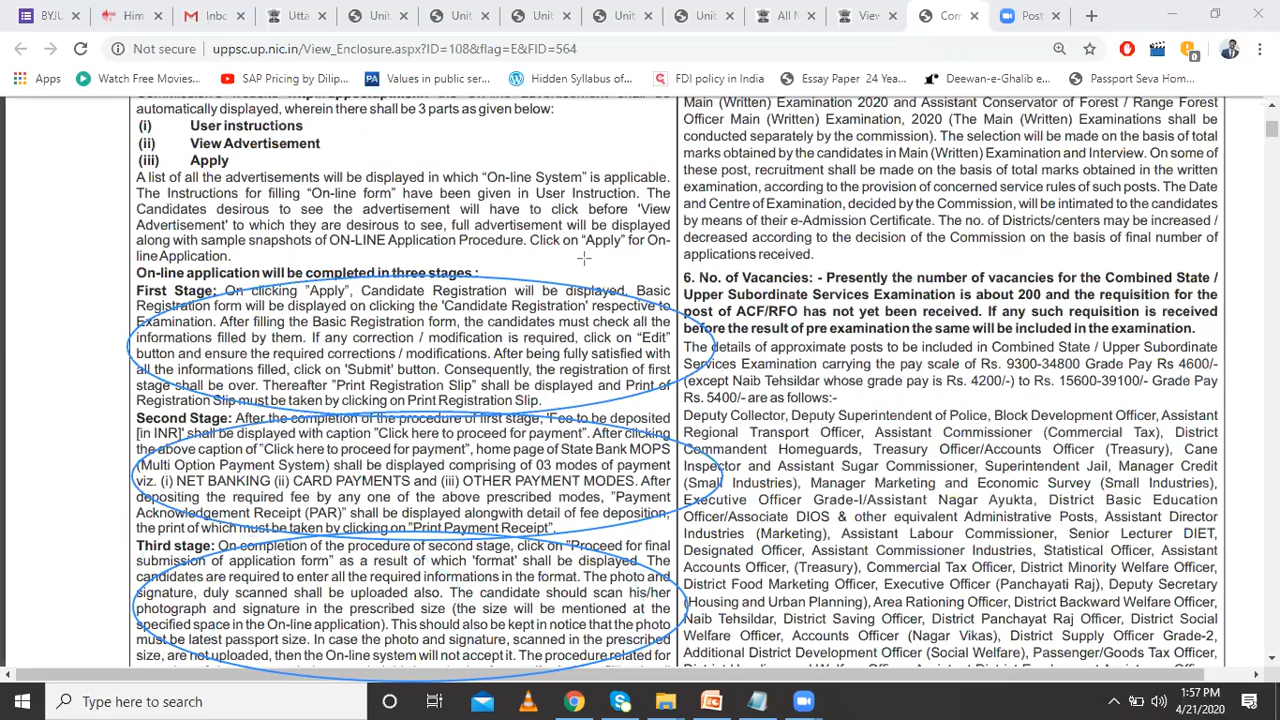 BYJU
Him
Inbc
Utta
Unit
Unit
Unit
Unit
Uni
All N
View
Com
Post
Not secure
uppsc.up.nic.in/View_Enclosure.aspx?ID=108&flag=E&FID=564
Apps
Watch Free Movies...
SAP Pricing by Dilip...
PA
Values in public ser...
Hidden Syllabus of...
FDI policy in India
Essay Paper 24 Year...
Deewan-e-Ghalib e...
Passport Seva Hom...
automatically displayed, wherein there shall be 3 parts as given below:
(i) User instructions
(ii) View Advertisement
(iii) Apply
A list of all the advertisements will be displayed in which "On-line System" is applicable.
The Instructions for filling "On-line form" have been given in User Instruction. The
Candidates desirous to see the advertisement will have to click before 'View
Advertisement' to which they are desirous to see, full advertisement will be displayed
along with sample snapshots of ON-LINE Application Procedure. Click on "Apply" for On-
line Application.
On-line application will be completed in three stages :
First Stage: On clicking "Apply", Candidate Registration will be displayed. Basic
Registration form will be displayed on clicking the 'Candidate Registration' respective to
Examination. After filling the Basic Registration form, the candidates must check all the
informations filled by them. If any correction / modification is required, click on "Edit"
button and ensure the required corrections / modifications. After being fully satisfied with
all the informations filled, click on 'Submit' button. Consequently, the registration of first
stage shall be over. Thereafter "Print Registration Slip" shall be displayed and Print of
Registration Slip must be taken by clicking on Print Registration Slip.
Second Stage: After the completion of the procedure of first stage, 'Fee to be deposited
[in INR]' shall be displayed with caption "Click here to proceed for payment". After clicking
the above caption of "Click here to proceed for payment", home page of State Bank MOPS
(Multi Option Payment System) shall be displayed comprising of 03 modes of payment
viz. (i) NET BANKING (ii) CARD PAYMENTS and (iii) OTHER PAYMENT MODES. After
depositing the required fee by any one of the above prescribed modes, "Payment
Acknowledgement Receipt (PAR)" shall be displayed alongwith detail of fee deposition,
the print of which must be taken by clicking on "Print Payment Receipt".
Third stage: On completion of the procedure of second stage, click on "Proceed for final
submission of application form" as a result of which 'format' shall be displayed. The
candidates are required to enter all the required informations in the format. The photo and
signature, duly scanned shall be uploaded also. The candidate should scan his/her
photograph and signature in the prescribed size (the size will be mentioned at the
specified space in the On-line application). This should also be kept in notice that the photo
must be latest passport size. In case the photo and signature, scanned in the prescribed
size, are not uploaded, then the On-line system will not accept it. The procedure related for
Main (Written) Examination 2020 and Assistant Conservator of Forest / Range Forest
Officer Main (Written) Examination, 2020 (The Main (Written) Examinations shall be
conducted separately by the commission). The selection will be made on the basis of total
marks obtained by the candidates in Main (Written) Examination and Interview. On some of
these post, recruitment shall be made on the basis of total marks obtained in the written
examination, according to the provision of concerned service rules of such posts. The Date
and Centre of Examination, decided by the Commission, will be intimated to the candidates
by means of their e-Admission Certificate. The no. of Districts/centers may be increased /
decreased according to the decision of the Commission on the basis of final number of
applications received.
6. No. of Vacancies: - Presently the number of vacancies for the Combined State /
Upper Subordinate Services Examination is about 200 and the requisition for the
post of ACF/RFO has not yet been received. If any such requisition is received
before the result of pre examination the same will be included in the examination.
The details of approximate posts to be included in Combined State / Upper Subordinate
Services Examination carrying the pay scale of Rs. 9300-34800 Grade Pay Rs 4600/-
(except Naib Tehsildar whose grade pay is Rs. 4200/-) to Rs. 15600-39100/- Grade Pay
Rs. 5400/- are as follows:-
Deputy Collector, Deputy Superintendent of Police, Block Development Officer, Assistant
Regional Transport Officer, Assistant Commissioner (Commercial Tax), District
Commandent Homeguards, Treasury Officer/Accounts Officer (Treasury), Cane
Inspector and Assistant Sugar Commissioner, Superintendent Jail, Manager Credit
(Small Industries), Manager Marketing and Economic Survey (Small Industries),
Executive Officer Grade-I/Assistant Nagar Ayukta, District Basic Education
Officer/Associate DIOS & other equivalent Administrative Posts, Assistant Director
Industries (Marketing), Assistant Labour Commissioner, Senior Lecturer DIET,
Designated Officer, Assistant Commissioner Industries, Statistical Officer, Assistant
Accounts Officer, (Treasury), Commercial Tax Officer, District Minority Welfare Officer,
District Food Marketing Officer, Executive Officer (Panchayati Raj), Deputy Secretary
(Housing and Urban Planning), Area Rationing Officer, District Backward Welfare Officer,
Naib Tehsildar, District Saving Officer, District Panchayat Raj Officer, District Social
Welfare Officer, Accounts Officer (Nagar Vikas), District Supply Officer Grade-2,
Additional District Development Officer (Social Welfare), Passenger/Goods Tax Officer,
Type here to search
1:57 PM
4/21/2020